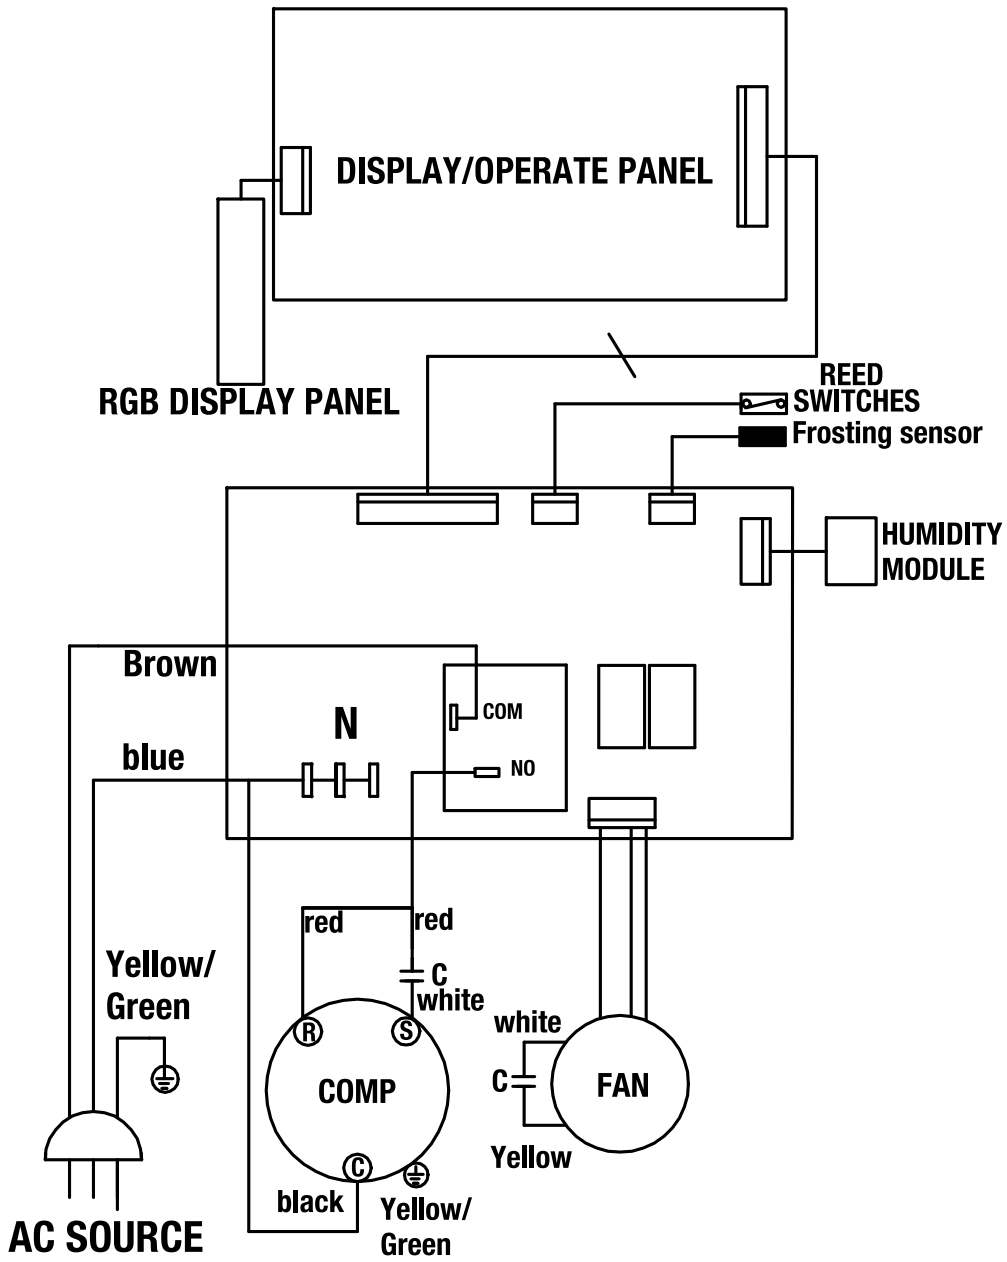 DISPLAY/OPERATE PANEL
RGB DISPLAY PANEL
REED
SWITCHES
Frosting sensor
HUMIDITY
MODULE
Brown
COM
N
blue
NO
red
red
Yellow/
Green
C
white
R
S
white
COMP
C
FAN
Yellow
C
black
Yellow/
Green
AC SOURCE